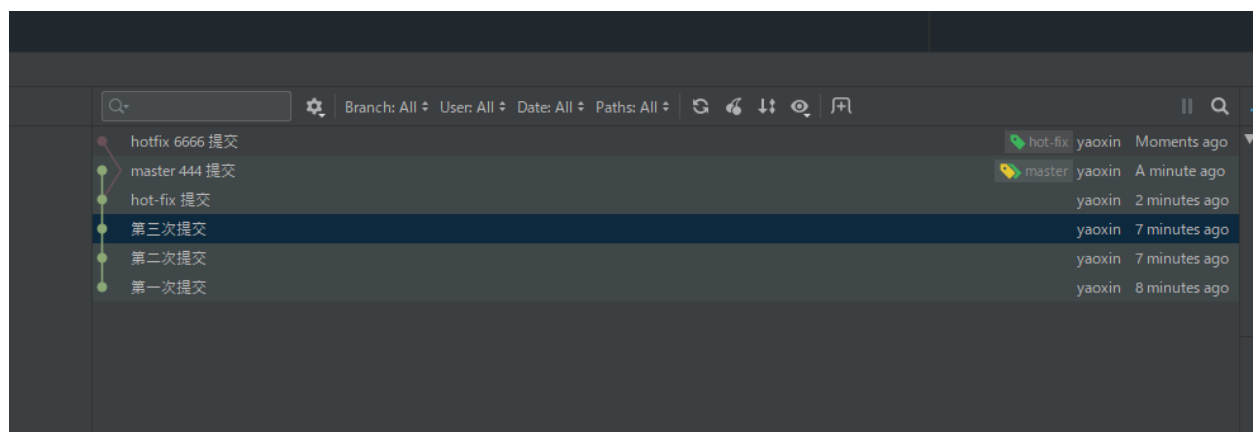 Branch: All User: All Date: All Paths: All
hotfix 6666 提交 hot-fix yaoxin Moments ago
master 444 提交 master yaoxin A minute ago
hot-fix 提交 yaoxin 2 minutes ago
第三次提交 yaoxin 7 minutes ago
第二次提交 yaoxin 7 minutes ago
第一次提交 yaoxin 8 minutes ago